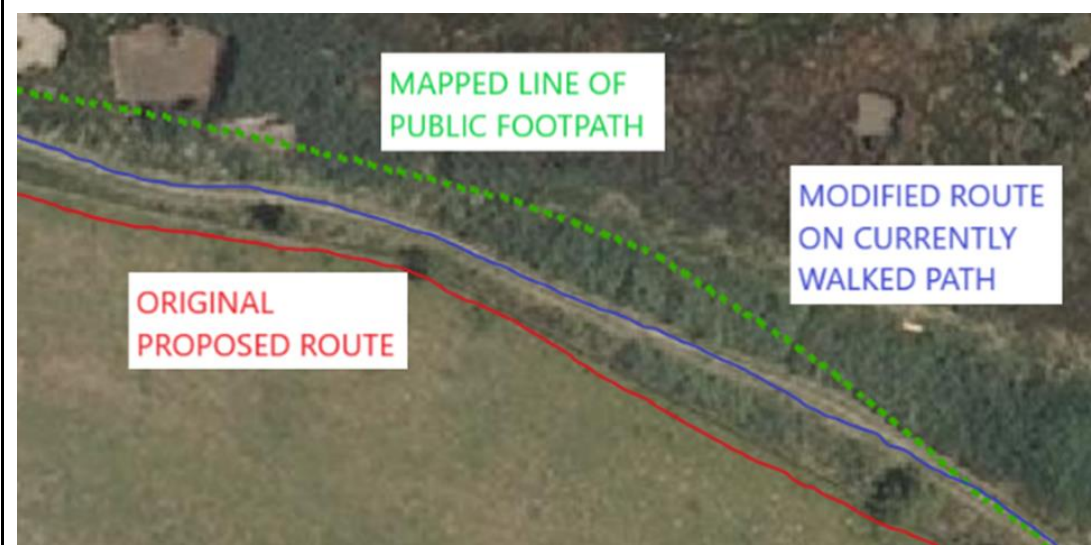 MAPPED LINE OF
PUBLIC FOOTPATH
MODIFIED ROUTE
ON CURRENTLY
WALKED PATH
ORIGINAL
PROPOSED ROUTE